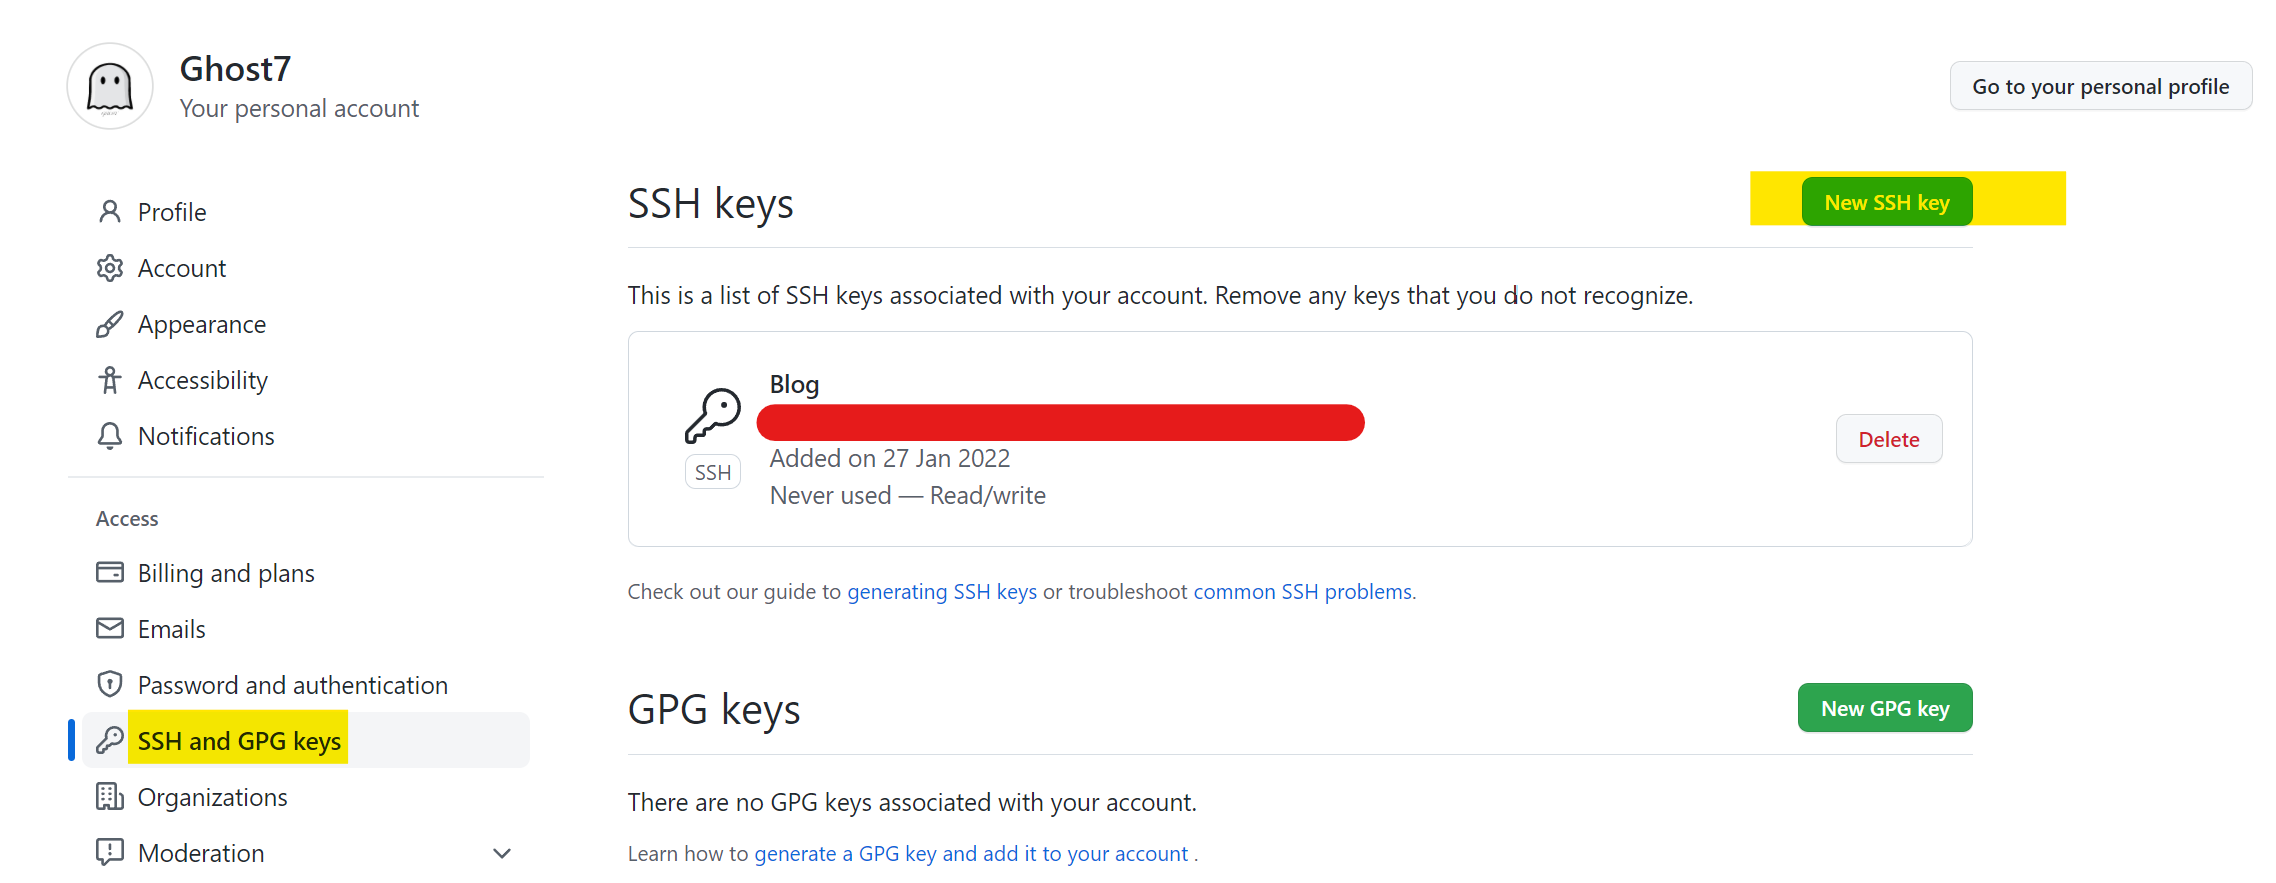 Ghost7
Your personal account
Go to your personal profile
Profile
Account
Appearance
Accessibility
Notifications
Access
Billing and plans
Emails
Password and authentication
SSH and GPG keys
Organizations
Moderation
SSH keys
New SSH key
This is a list of SSH keys associated with your account. Remove any keys that you do not recognize.
Blog
SSH
Added on 27 Jan 2022
Never used — Read/write
Delete
Check out our guide to generating SSH keys or troubleshoot common SSH problems.
GPG keys
New GPG key
There are no GPG keys associated with your account.
Learn how to generate a GPG key and add it to your account .